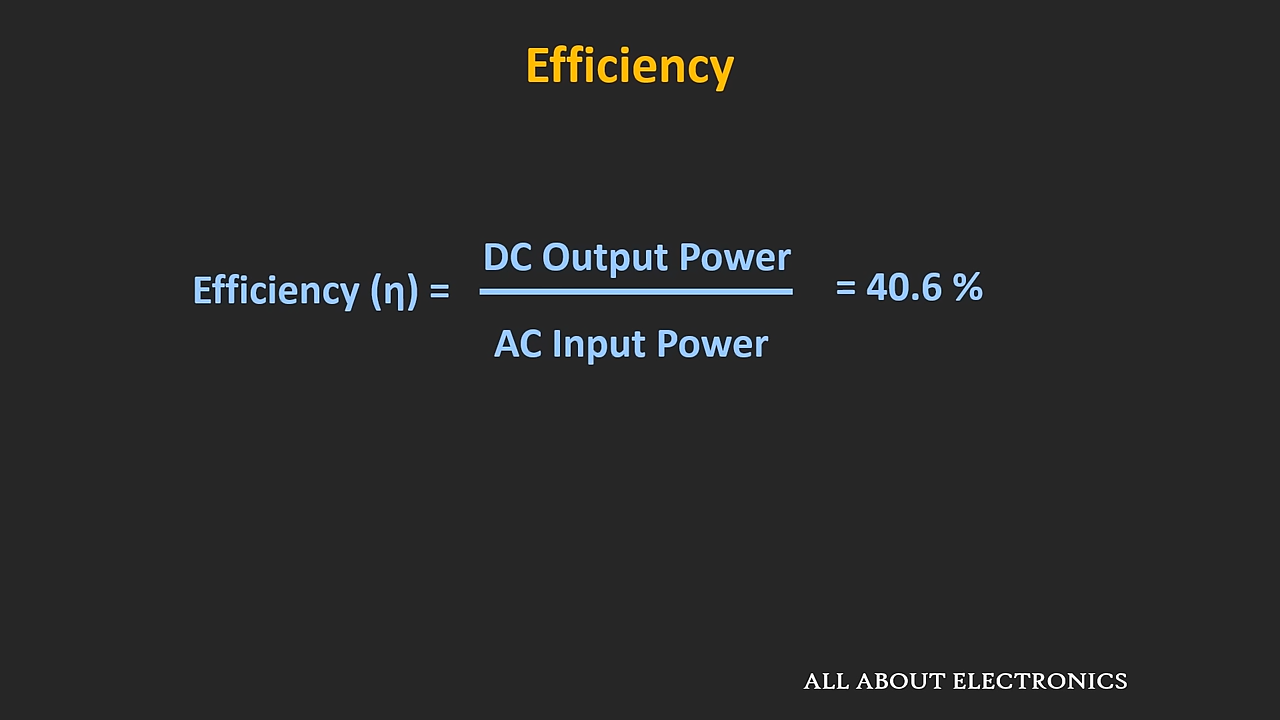 Efficiency
Efficiency (η) = DC Output Power / AC Input Power = 40.6 %
ALL ABOUT ELECTRONICS